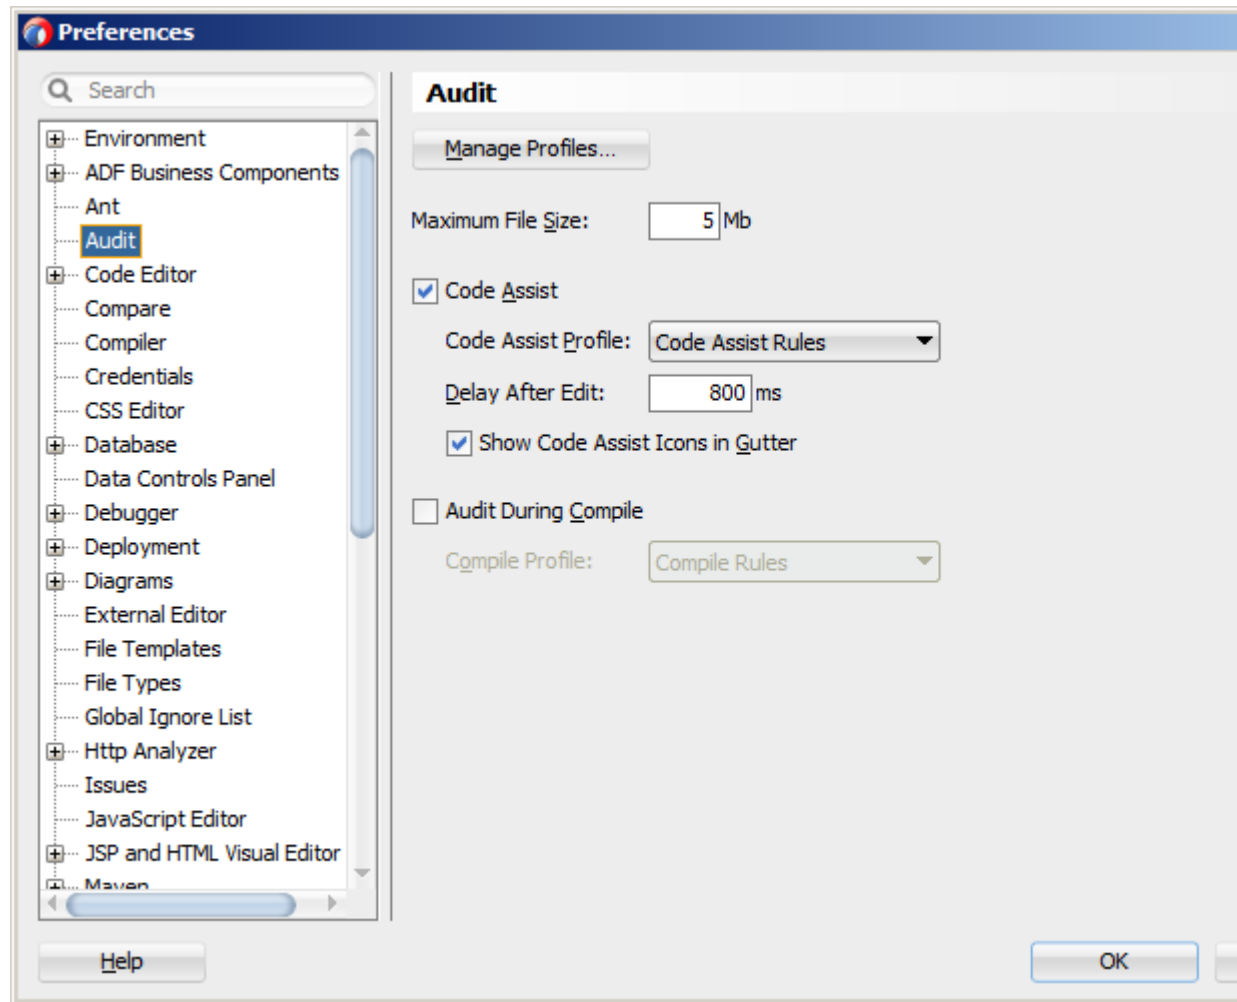 Preferences
Search
Environment
ADF Business Components
Ant
Audit
Code Editor
Compare
Compiler
Credentials
CSS Editor
Database
Data Controls Panel
Debugger
Deployment
Diagrams
External Editor
File Templates
File Types
Global Ignore List
Http Analyzer
Issues
JavaScript Editor
JSP and HTML Visual Editor
Maven
Audit
Manage Profiles...
Maximum File Size: 5 Mb
Code Assist
Code Assist Profile: Code Assist Rules
Delay After Edit: 800 ms
Show Code Assist Icons in Gutter
Audit During Compile
Compile Profile: Compile Rules
Help
OK